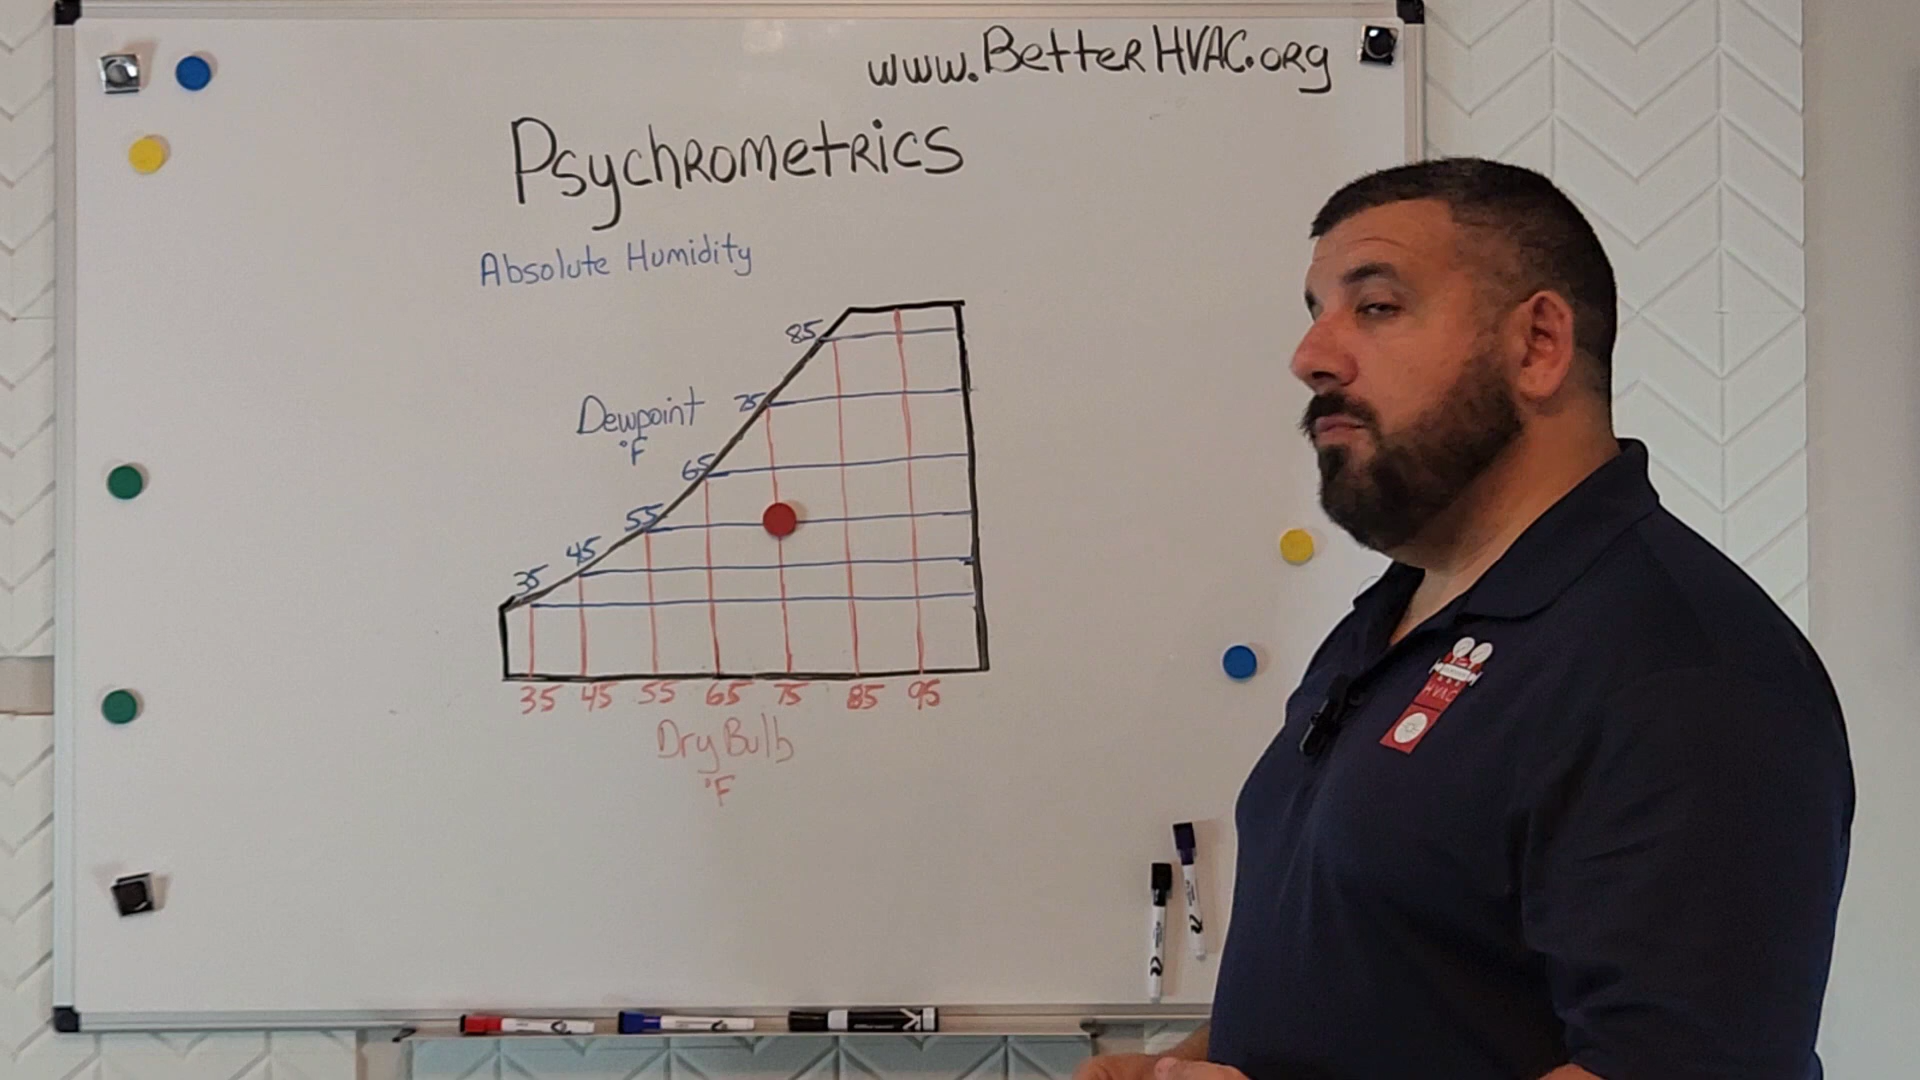 www.BetterHVAC.org
Psychrometrics
Absolute Humidity
85
75
Dewpoint
°F
65
55
45
35
35 45 55 65 75 85 95
Dry Bulb
°F
HVAC